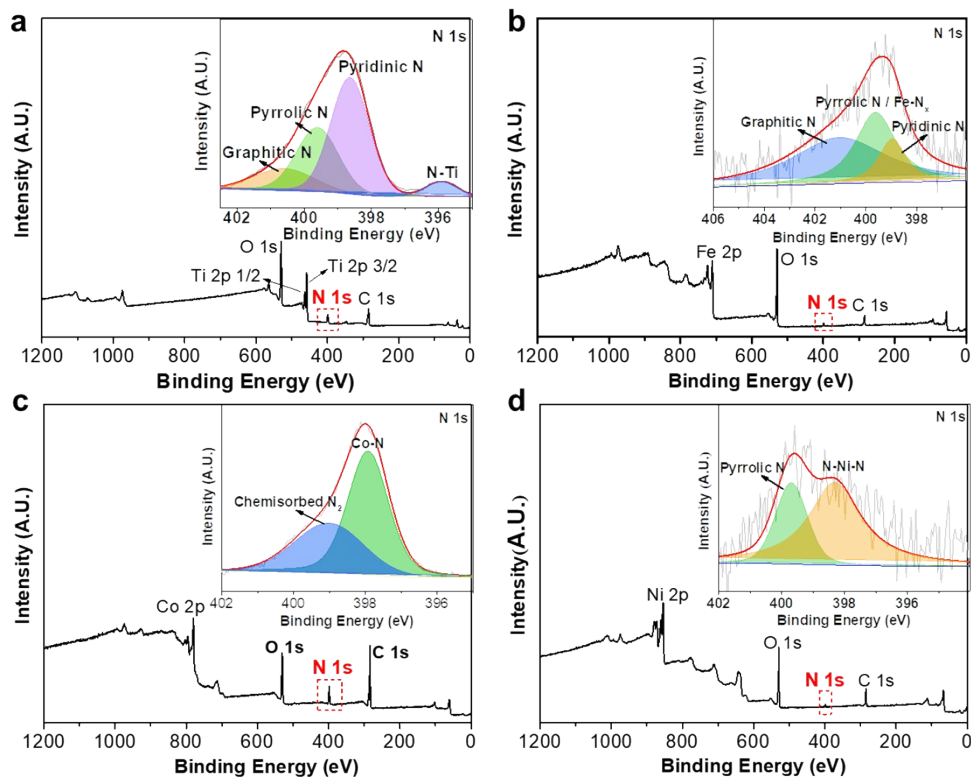 a
N 1s
Pyridinic N
Pyrrolic N
Graphitic N
N-Ti
Intensity (A.U.)
402 400 398 396
Binding Energy (eV)
O 1s
Ti 2p 1/2
Ti 2p 3/2
N 1s
C 1s
Intensity (A.U.)
1200 1000 800 600 400 200 0
Binding Energy (eV)
b
N 1s
Pyrrolic N / Fe-Nx
Graphitic N
Pyridinic N
Intensity (A.U.)
406 404 402 400 398
Binding Energy (eV)
Fe 2p
O 1s
N 1s
C 1s
Intensity (A.U.)
1200 1000 800 600 400 200 0
Binding Energy (eV)
c
N 1s
Co-N
Chemisorbed N2
Intensity (A.U.)
402 400 398 396
Binding Energy (eV)
Co 2p
O 1s
N 1s
C 1s
Intensity (A.U.)
1200 1000 800 600 400 200 0
Binding Energy (eV)
d
N 1s
Pyrrolic N
N-Ni-N
Intensity (A.U.)
402 400 398 396
Binding Energy (eV)
Ni 2p
O 1s
N 1s
C 1s
Intensity(A.U.)
1200 1000 800 600 400 200 0
Binding Energy (eV)